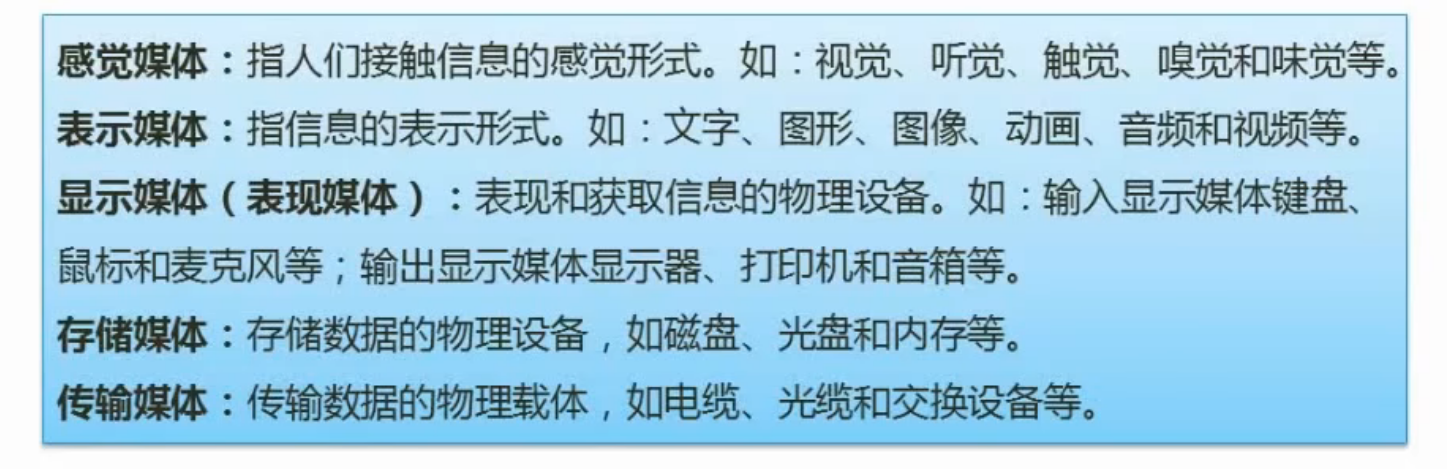 感觉媒体：指人们接触信息的感觉形式。如：视觉、听觉、触觉、嗅觉和味觉等。
表示媒体：指信息的表示形式。如：文字、图形、图像、动画、音频和视频等。
显示媒体（表现媒体）：表现和获取信息的物理设备。如：输入显示媒体键盘、
鼠标和麦克风等；输出显示媒体显示器、打印机和音箱等。
存储媒体：存储数据的物理设备，如磁盘、光盘和内存等。
传输媒体：传输数据的物理载体，如电缆、光缆和交换设备等。